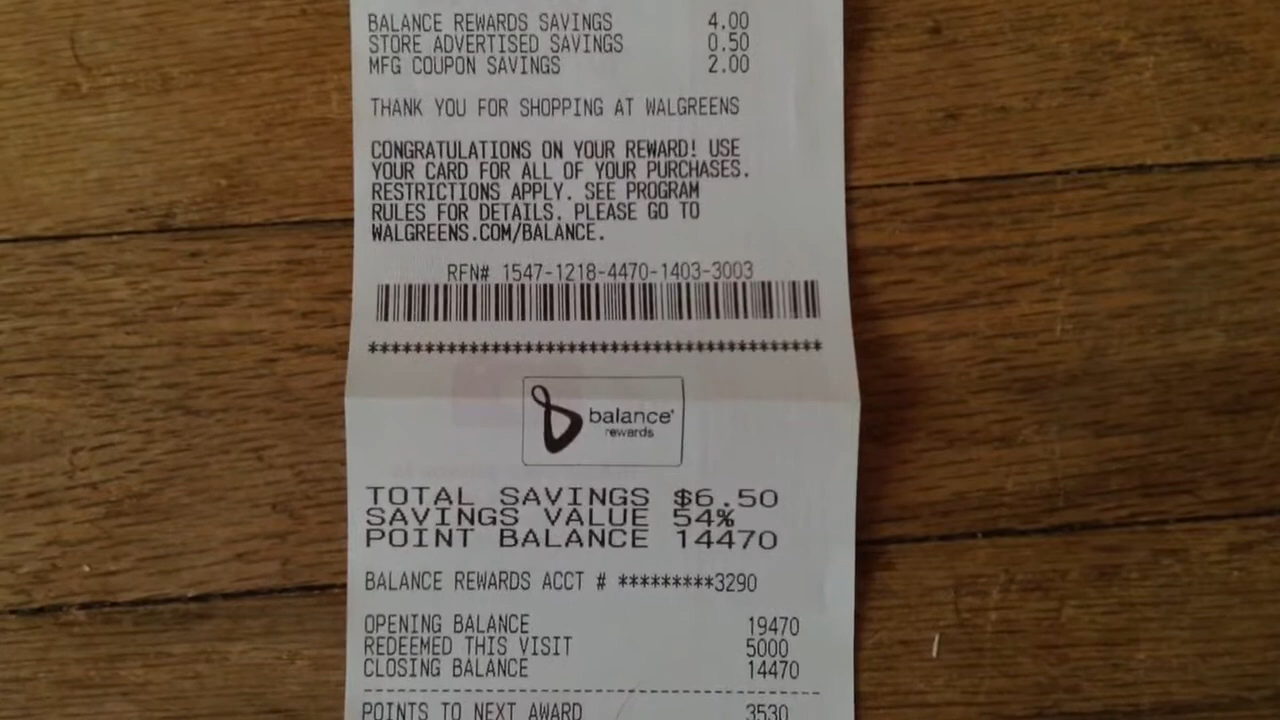 BALANCE REWARDS SAVINGS 4.00
STORE ADVERTISED SAVINGS 0.50
MFG COUPON SAVINGS 2.00
THANK YOU FOR SHOPPING AT WALGREENS
CONGRATULATIONS ON YOUR REWARD! USE
YOUR CARD FOR ALL OF YOUR PURCHASES.
RESTRICTIONS APPLY. SEE PROGRAM
RULES FOR DETAILS. PLEASE GO TO
WALGREENS.COM/BALANCE.
RFN# 1547-1218-4470-1403-3003
****************************************
balance®
rewards
TOTAL SAVINGS $6.50
SAVINGS VALUE 54%
POINT BALANCE 14470
BALANCE REWARDS ACCT # *********3290
OPENING BALANCE 19470
REDEEMED THIS VISIT 5000
CLOSING BALANCE 14470
POINTS TO NEXT AWARD 3530